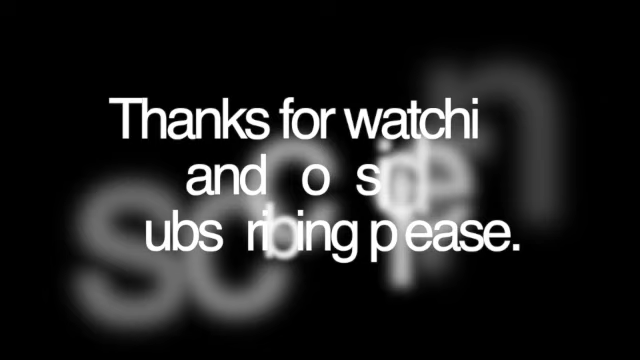 Thanks for watchi
and o s
ubs ribing p ease.